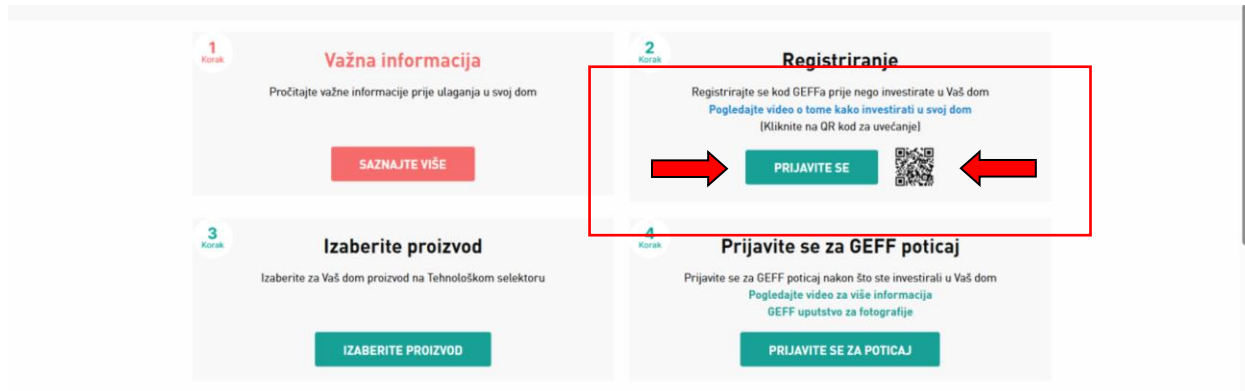 1
Korak
Važna informacija
Pročitajte važne informacije prije ulaganja u svoj dom
SAZNAJTE VIŠE
2
Korak
Registriranje
Registrirajte se kod GEFFa prije nego investirate u Vaš dom
Pogledajte video o tome kako investirati u svoj dom
(Kliknite na QR kod za uvećanje)
PRIJAVITE SE
3
Korak
Izaberite proizvod
Izaberite za Vaš dom proizvod na Tehnološkom selektoru
IZABERITE PROIZVOD
4
Korak
Prijavite se za GEFF poticaj
Prijavite se za GEFF poticaj nakon što ste investirali u Vaš dom
Pogledajte video za više informacija
GEFF uputstvo za fotografije
PRIJAVITE SE ZA POTICAJ